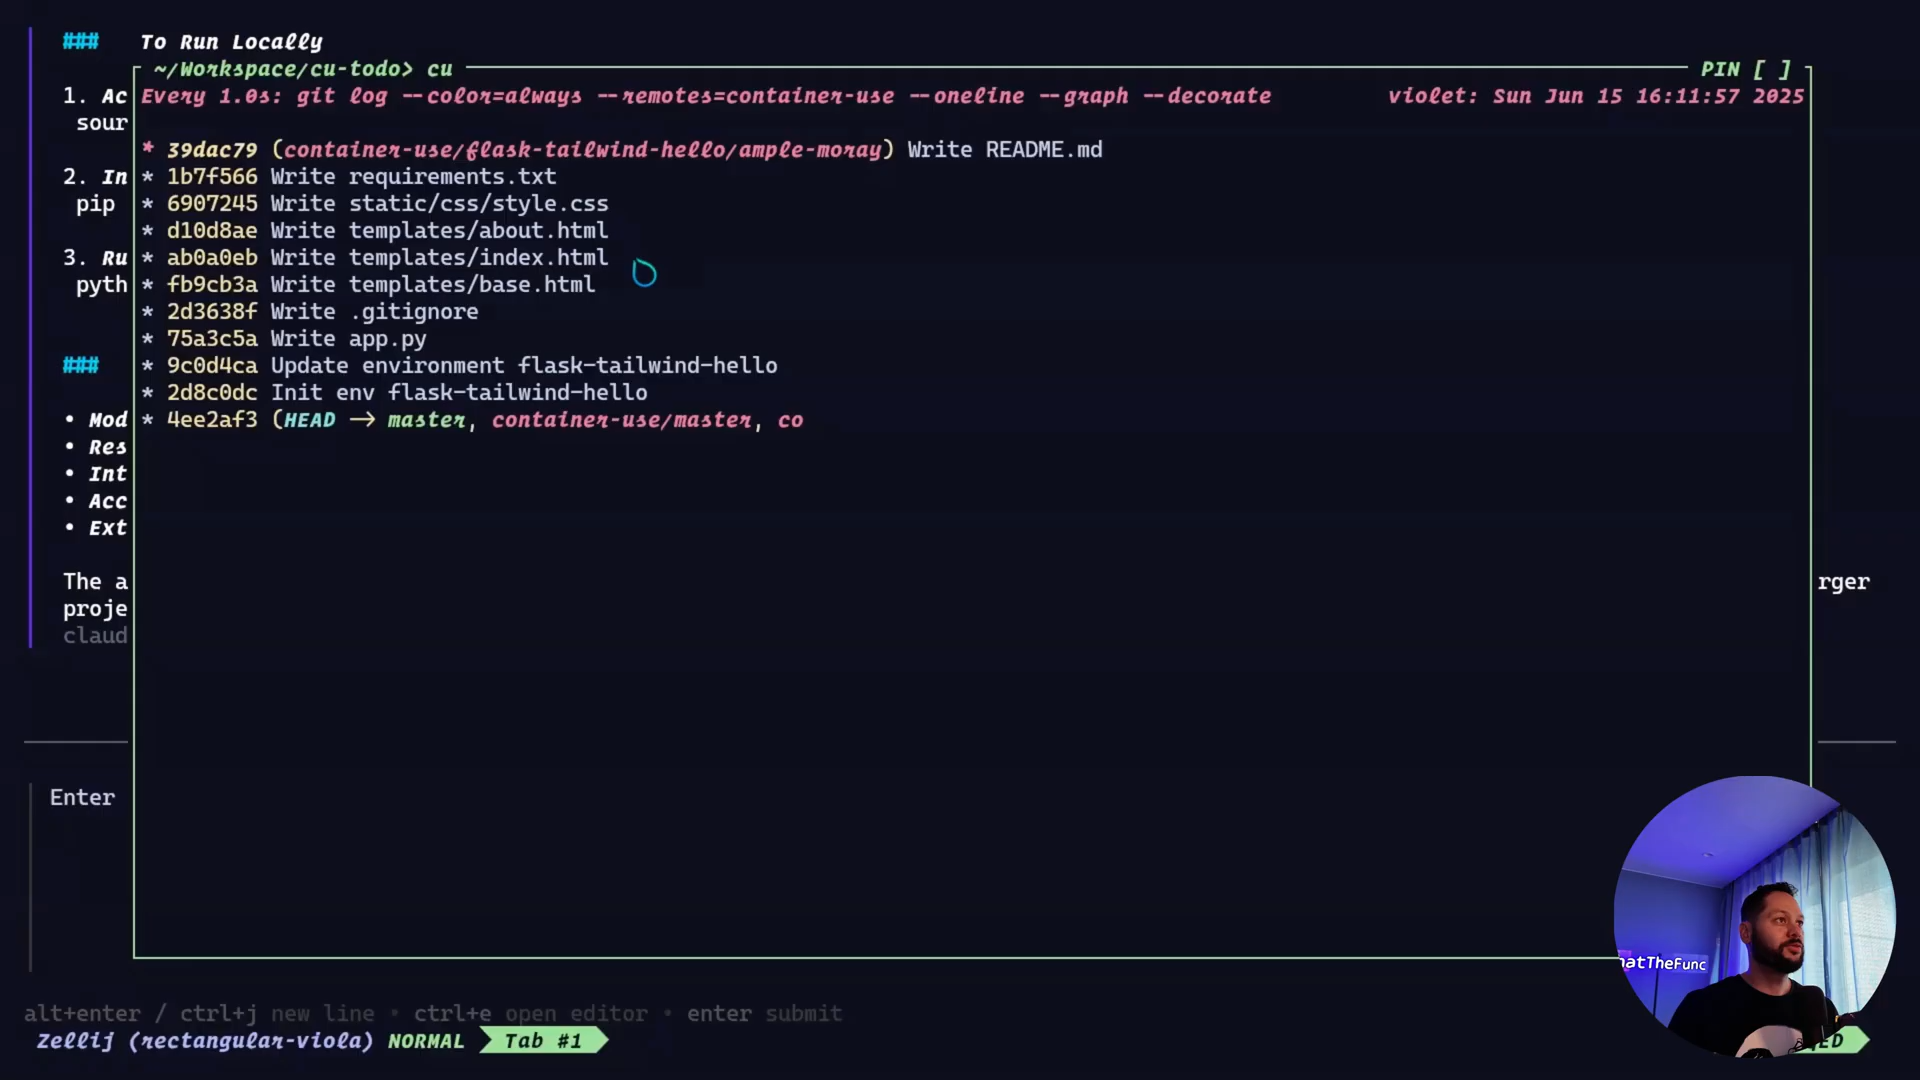 ### To Run Locally
~/Workspace/cu-todo> cu PIN [ ]
1. Ac
Every 1.0s: git log --color=always --remotes=container-use --oneline --graph --decorate violet: Sun Jun 15 16:11:57 2025
sour
* 39dac79 (container-use/flask-tailwind-hello/ample-moray) Write README.md
2. In
* 1b7f566 Write requirements.txt
pip
* 6907245 Write static/css/style.css
* d10d8ae Write templates/about.html
3. Ru
* ab0a0eb Write templates/index.html
pyth
* fb9cb3a Write templates/base.html
* 2d3638f Write .gitignore
* 75a3c5a Write app.py
###
* 9c0d4ca Update environment flask-tailwind-hello
* 2d8c0dc Init env flask-tailwind-hello
• Mod
* 4ee2af3 (HEAD -> master, container-use/master, co
• Res
• Int
• Acc
• Ext
The a
rger
proje
claud
Enter
alt+enter / ctrl+j new line • ctrl+e open editor • enter submit
Zellij (rectangular-viola) NORMAL Tab #1
atTheFunc